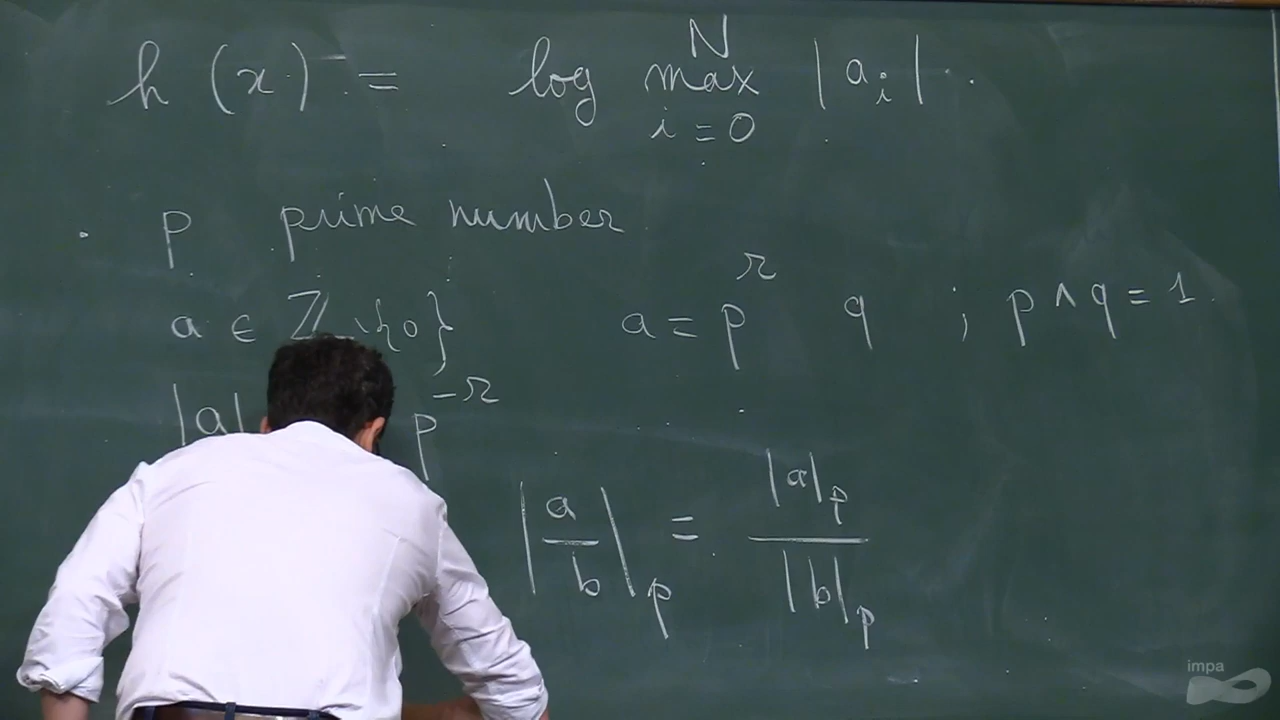 h (x) := log max_{i=0}^{N} |a_i|.
· p prime number
a ∈ ℤ \ {0} a = p^r q ; p ∧ q = 1.
|a| p^{-r}
|a/b|_p = |a|_p / |b|_p
impa